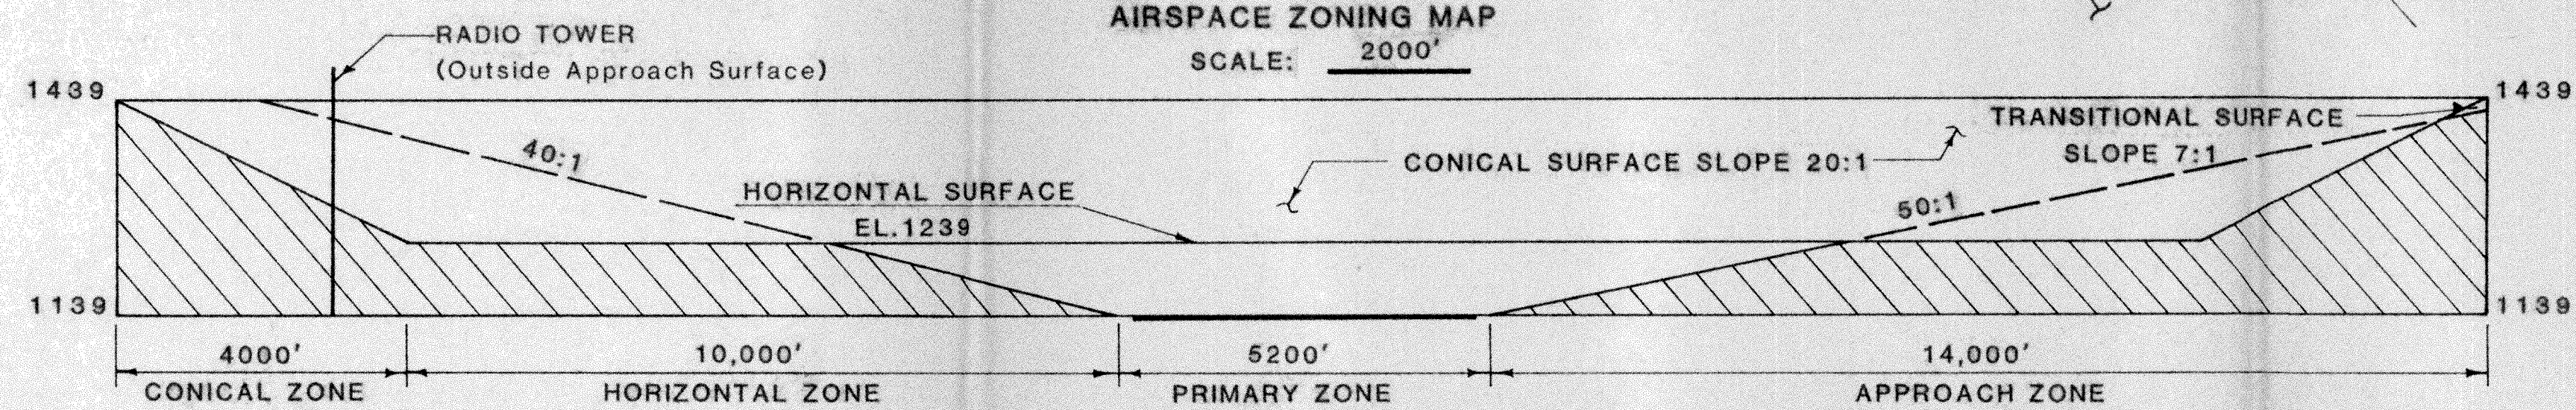 AIRSPACE ZONING MAP
SCALE: 2000'
RADIO TOWER
(Outside Approach Surface)
1439
1439
TRANSITIONAL SURFACE
SLOPE 7:1
40:1
CONICAL SURFACE SLOPE 20:1
HORIZONTAL SURFACE
EL.1239
50:1
1139
1139
4000'
10,000'
5200'
14,000'
CONICAL ZONE
HORIZONTAL ZONE
PRIMARY ZONE
APPROACH ZONE